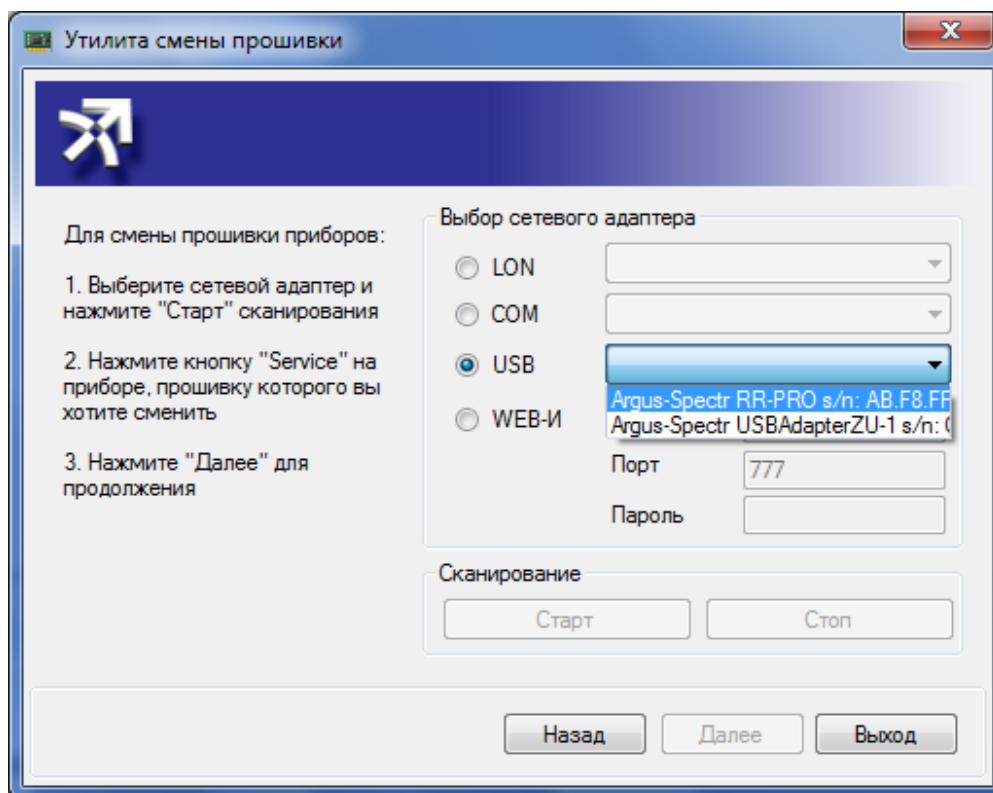 Утилита смены прошивки
Для смены прошивки приборов:
1. Выберите сетевой адаптер и
нажмите "Старт" сканирования
2. Нажмите кнопку "Service" на
приборе, прошивку которого вы
хотите сменить
3. Нажмите "Далее" для
продолжения
Выбор сетевого адаптера
LON
COM
USB
Argus-Spectr RR-PRO s/n: AB.F8.FF
Argus-Spectr USBAdapterZU-1 s/n:
WEB-И
Порт
777
Пароль
Сканирование
Старт
Стоп
Назад
Далее
Выход